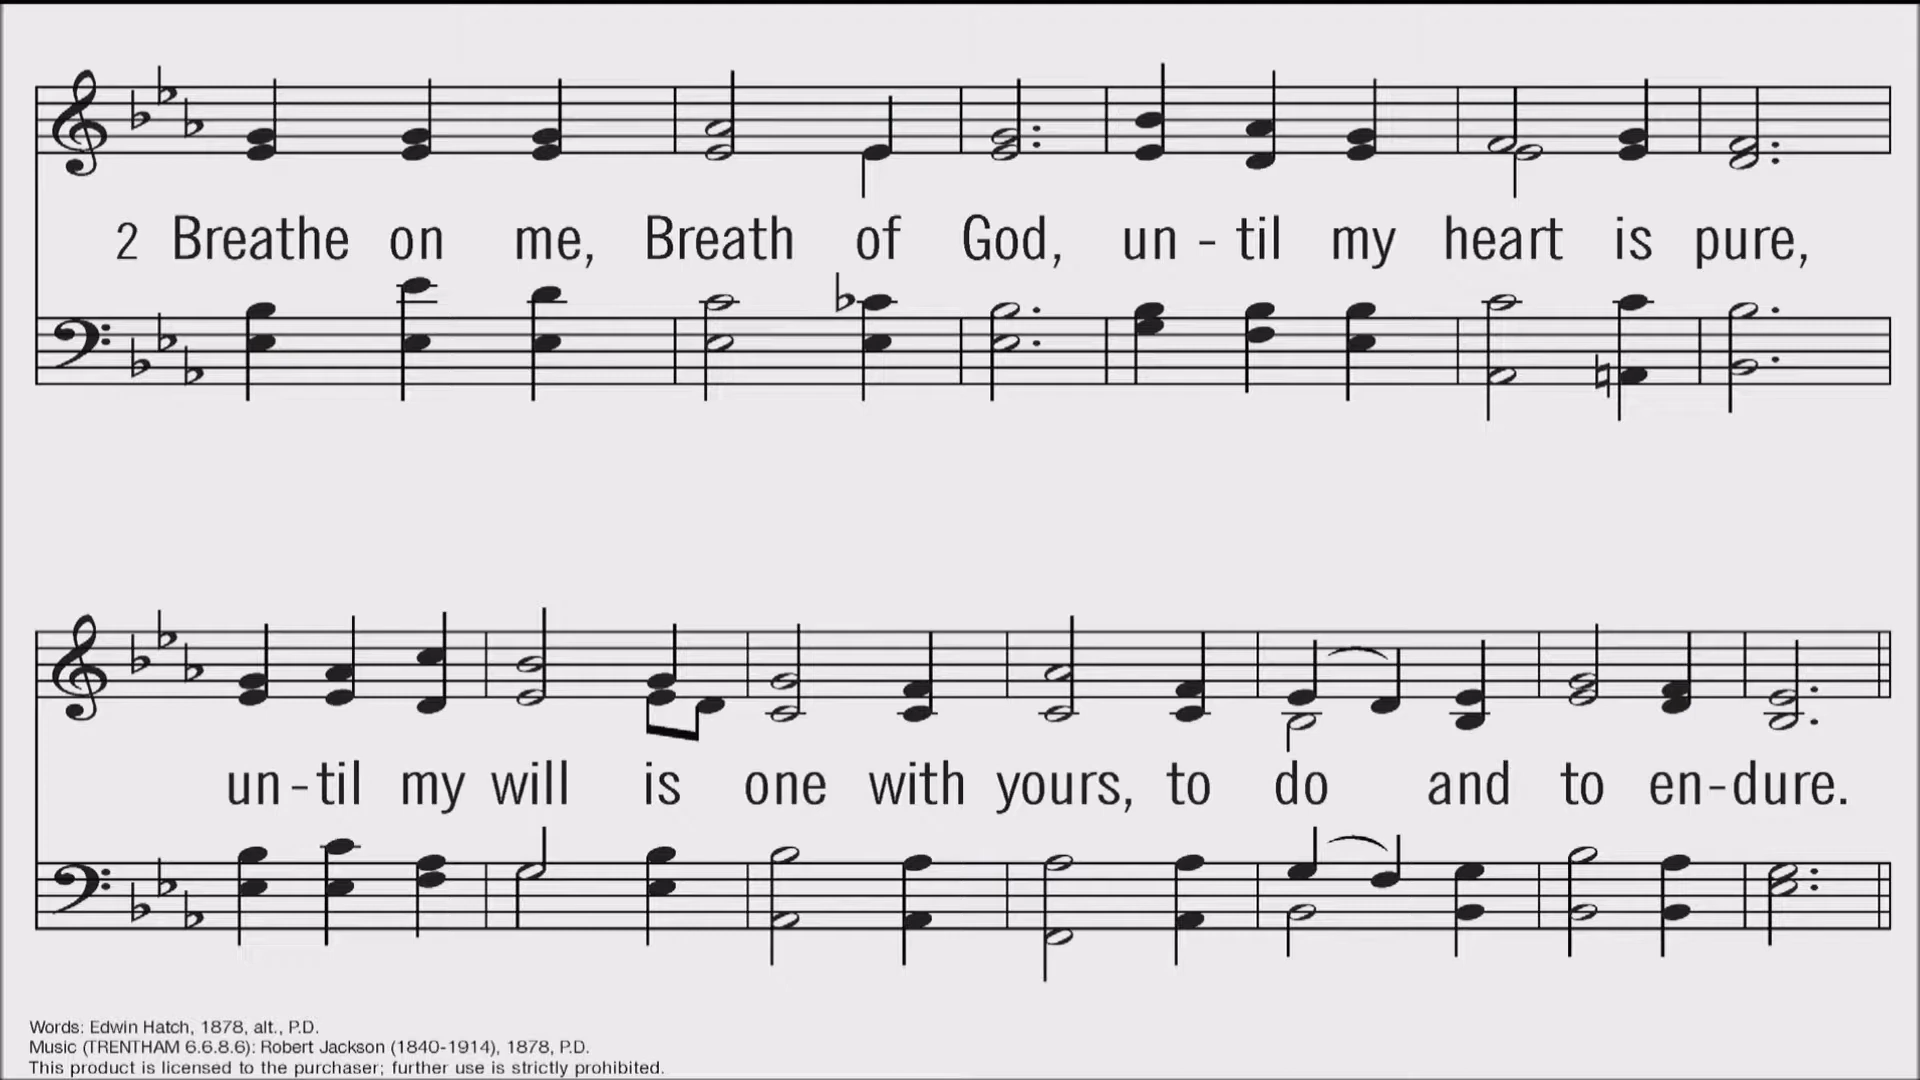 2 Breathe on me, Breath of God, un - til my heart is pure,
un - til my will is one with yours, to do and to en - dure.
Words: Edwin Hatch, 1878, alt., P.D.
Music (TRENTHAM 6.6.8.6): Robert Jackson (1840-1914), 1878, P.D.
This product is licensed to the purchaser; further use is strictly prohibited.